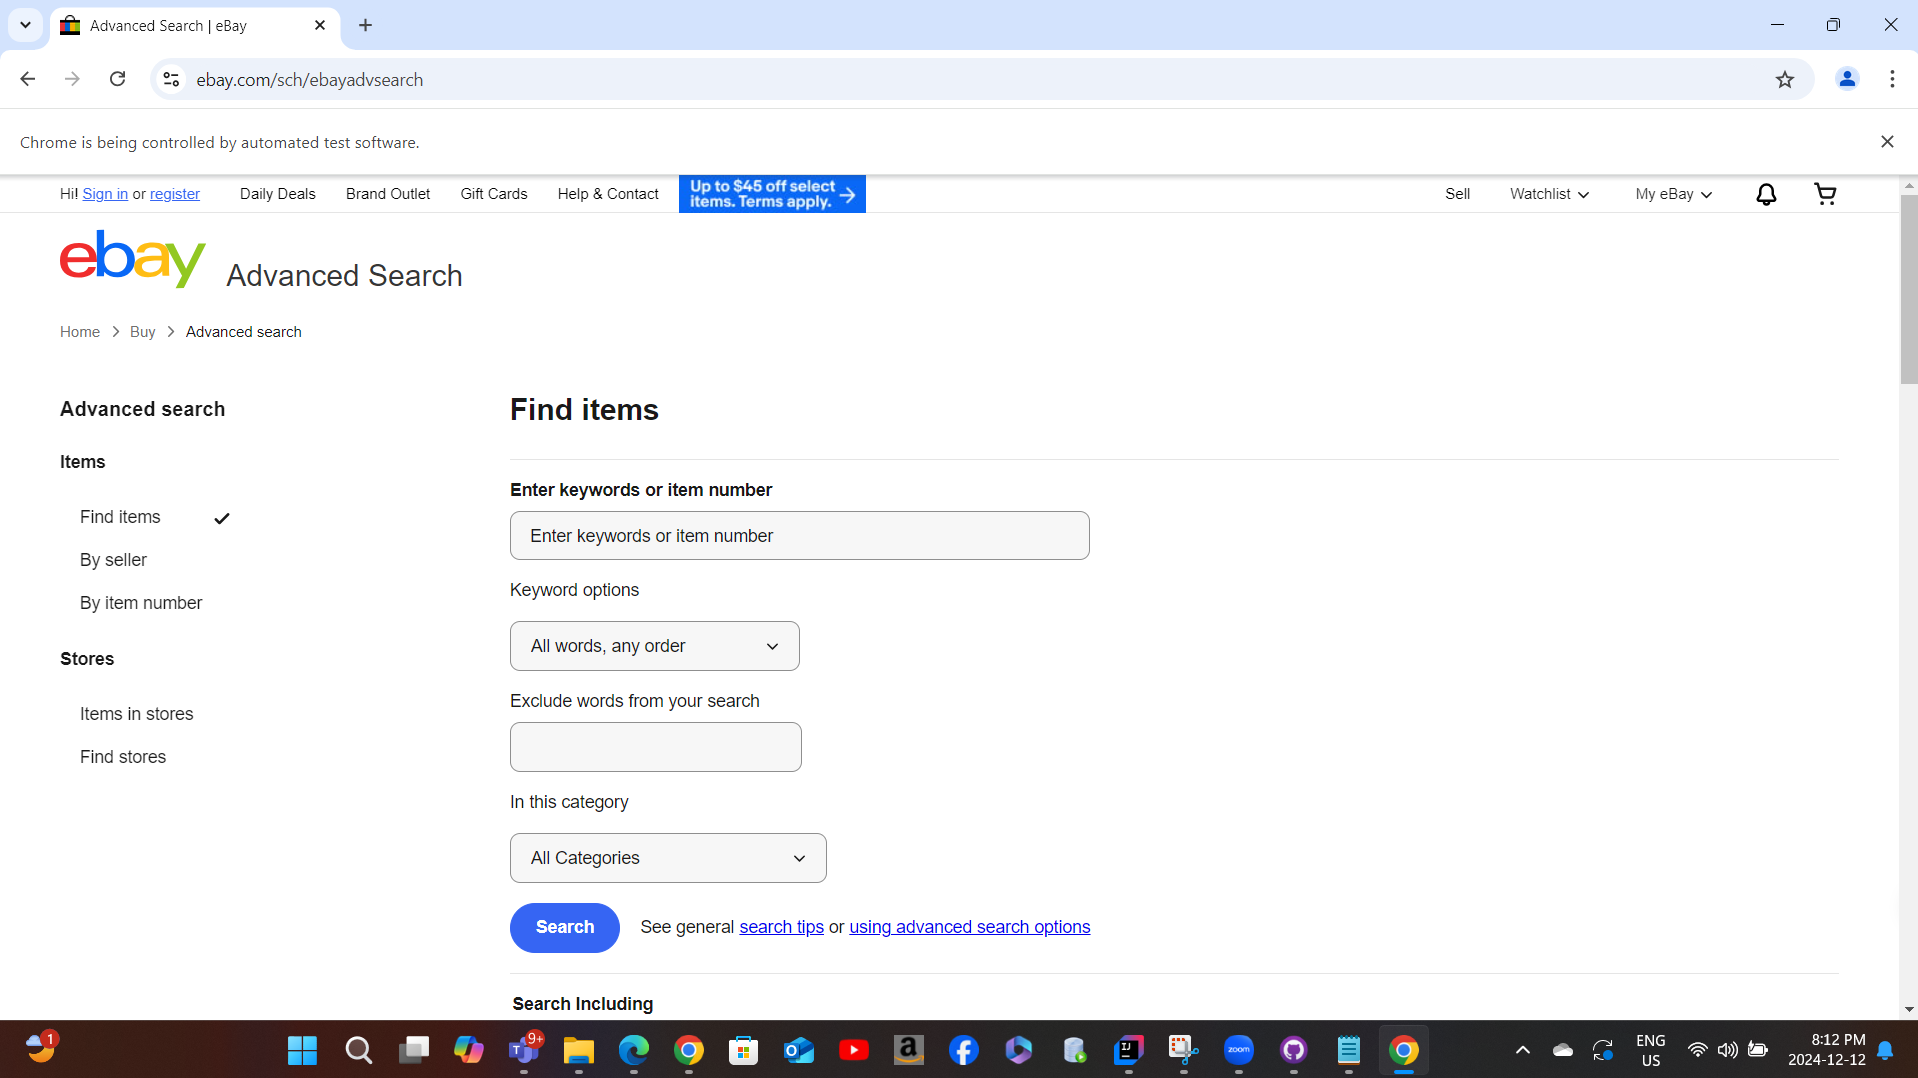 Advanced Search | eBay
ebay.com/sch/ebayadvsearch
Chrome is being controlled by automated test software.
Hi! Sign in or register
Daily Deals
Brand Outlet
Gift Cards
Help & Contact
Up to $45 off select
items. Terms apply.
Sell
Watchlist
My eBay
ebay
Advanced Search
Home
Buy
Advanced search
Advanced search
Items
Find items
By seller
By item number
Stores
Items in stores
Find stores
Find items
Enter keywords or item number
Enter keywords or item number
Keyword options
All words, any order
Exclude words from your search
In this category
All Categories
Search
See general search tips or using advanced search options
Search Including
1
9+
T
O
a
f
IJ
zoom
ENG
US
8:12 PM
2024-12-12